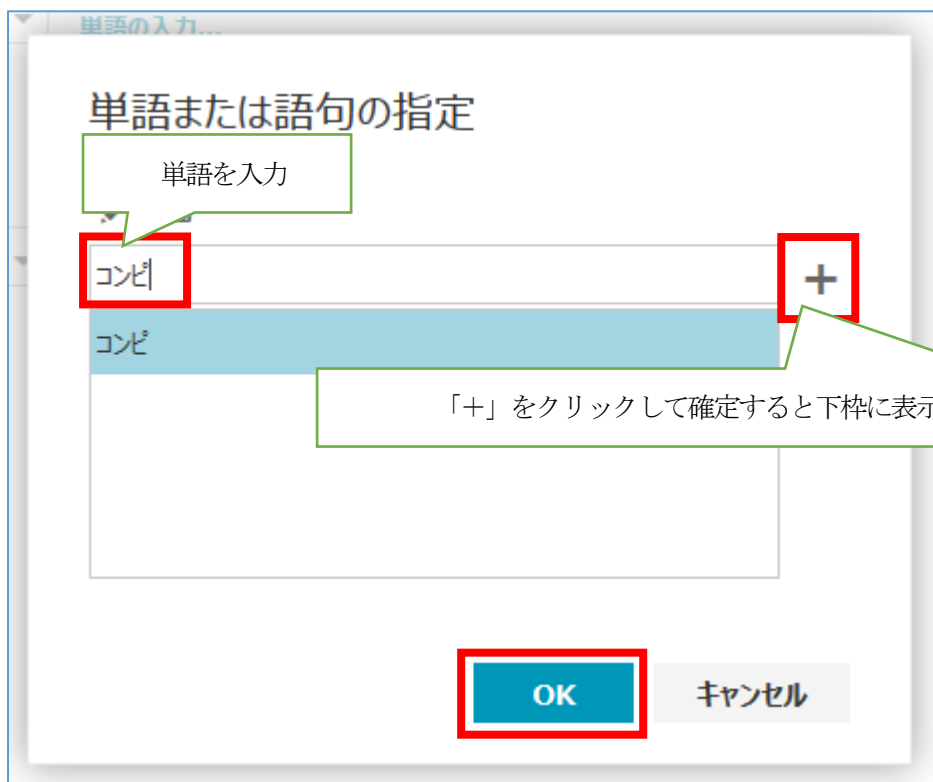 単語の入力...
単語または語句の指定
単語を入力
コンピ
+
コンピ
「+」をクリックして確定すると下枠に表示
OK
キャンセル